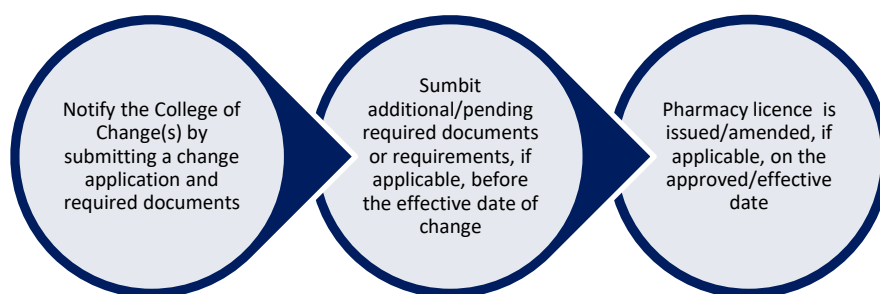 Notify the College of
Change(s) by
submitting a change
application and
required documents
Sumbit
additional/pending
required documents
or requirements, if
applicable, before
the effective date of
change
Pharmacy licence is
issued/amended, if
applicable, on the
approved/effective
date